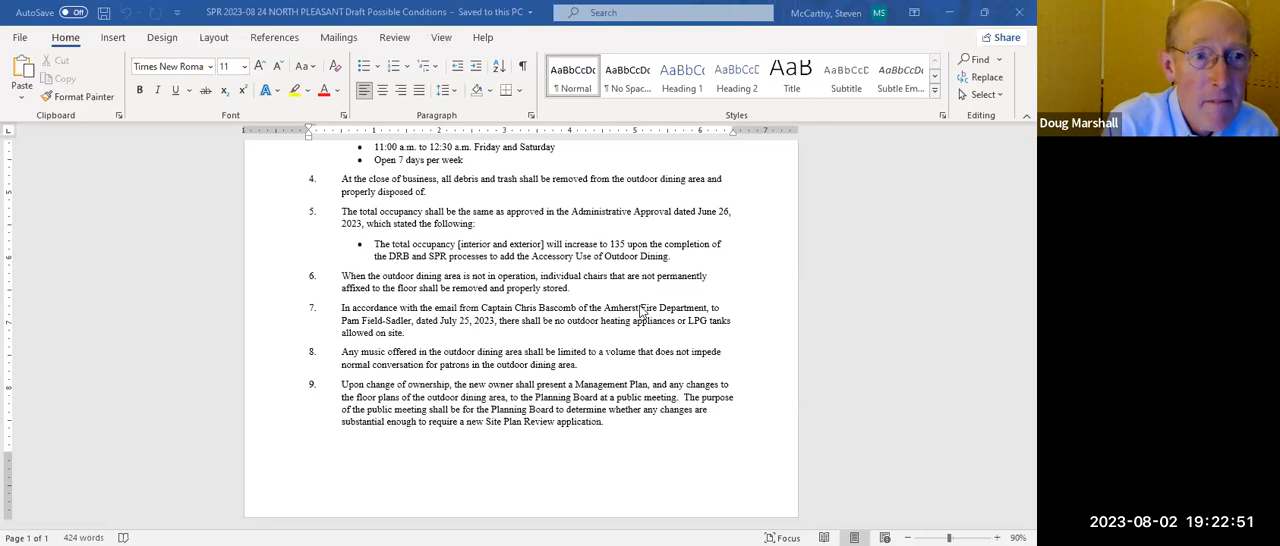 AutoSave Off SPR 2023-08 24 NORTH PLEASANT Draft Possible Conditions - Saved to this PC Search McCarthy, Steven MS
File Home Insert Design Layout References Mailings Review View Help Share
Paste Cut Copy Format Painter
Times New Roma 11 Aa A
B I U ab x₂ x² A A
AaBbCcDc AaBbCcDc AaBbCc AaBbCcD AaB AaBbCcD AaBbCcDc
¶ Normal ¶ No Spac... Heading 1 Heading 2 Title Subtitle Subtle Em...
Find Replace Select
Clipboard Font Paragraph Styles Editing
Doug Marshall
1 1 2 3 4 5 6 7
• 11:00 a.m. to 12:30 a.m. Friday and Saturday
• Open 7 days per week
4. At the close of business, all debris and trash shall be removed from the outdoor dining area and
properly disposed of.
5. The total occupancy shall be the same as approved in the Administrative Approval dated June 26,
2023, which stated the following:
• The total occupancy [interior and exterior] will increase to 135 upon the completion of
the DRB and SPR processes to add the Accessory Use of Outdoor Dining.
6. When the outdoor dining area is not in operation, individual chairs that are not permanently
affixed to the floor shall be removed and properly stored.
7. In accordance with the email from Captain Chris Bascomb of the Amherst Fire Department, to
Pam Field-Sadler, dated July 25, 2023, there shall be no outdoor heating appliances or LPG tanks
allowed on site.
8. Any music offered in the outdoor dining area shall be limited to a volume that does not impede
normal conversation for patrons in the outdoor dining area.
9. Upon change of ownership, the new owner shall present a Management Plan, and any changes to
the floor plans of the outdoor dining area, to the Planning Board at a public meeting. The purpose
of the public meeting shall be for the Planning Board to determine whether any changes are
substantial enough to require a new Site Plan Review application.
2023-08-02 19:22:51
Page 1 of 1 424 words Focus 90%